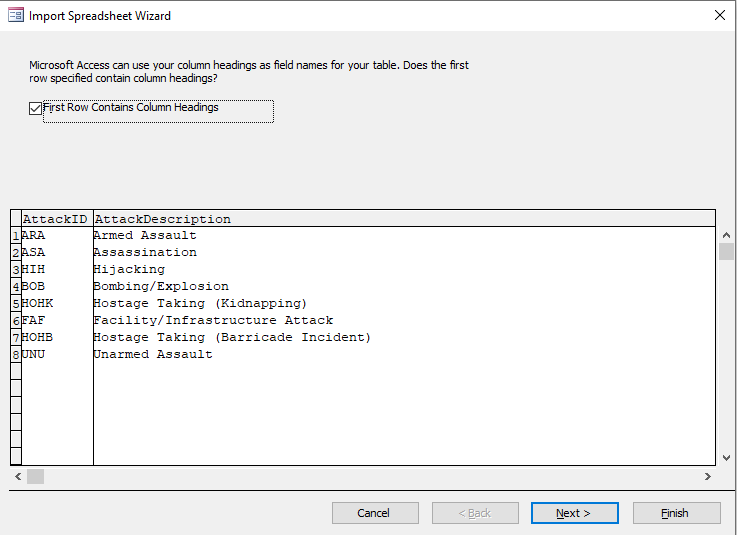 Import Spreadsheet Wizard
Microsoft Access can use your column headings as field names for your table. Does the first
row specified contain column headings?
First Row Contains Column Headings
AttackID AttackDescription
1 ARA Armed Assault
2 ASA Assassination
3 HIH Hijacking
4 BOB Bombing/Explosion
5 HOHK Hostage Taking (Kidnapping)
6 FAF Facility/Infrastructure Attack
7 HOHB Hostage Taking (Barricade Incident)
8 UNU Unarmed Assault
Cancel < Back Next > Finish